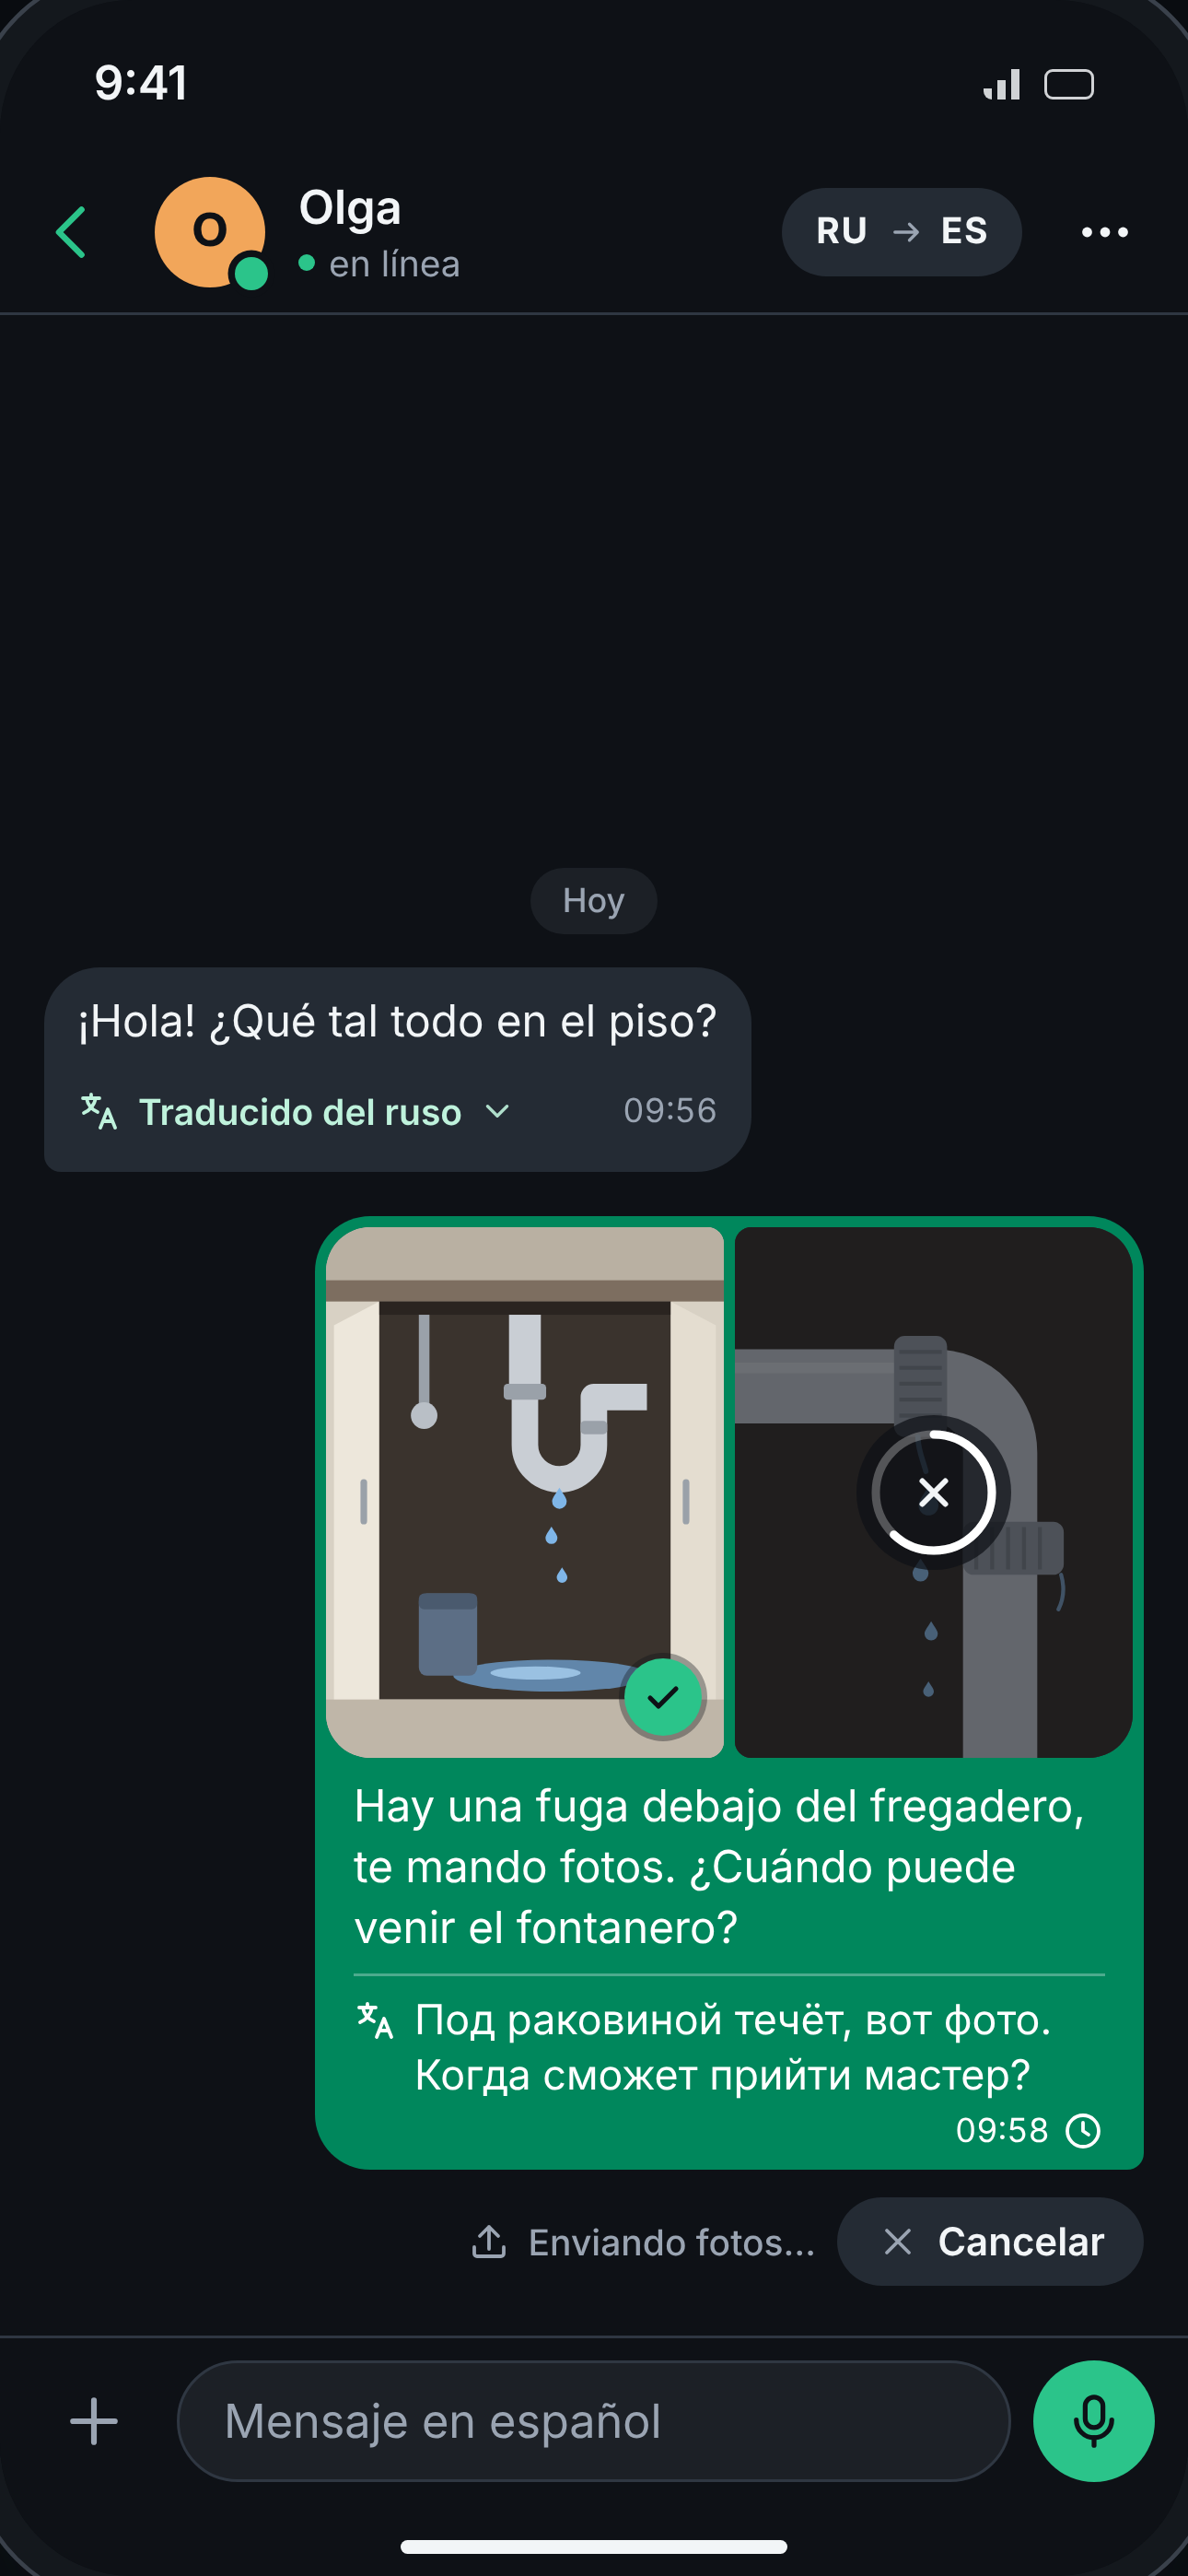 9:41
O
Olga
en línea
RU → ES
Hoy
¡Hola! ¿Qué tal todo en el piso?
Traducido del ruso
09:56
Hay una fuga debajo del fregadero,
te mando fotos. ¿Cuándo puede
venir el fontanero?
Под раковиной течёт, вот фото.
Когда сможет прийти мастер?
09:58
Enviando fotos...
Cancelar
Mensaje en español